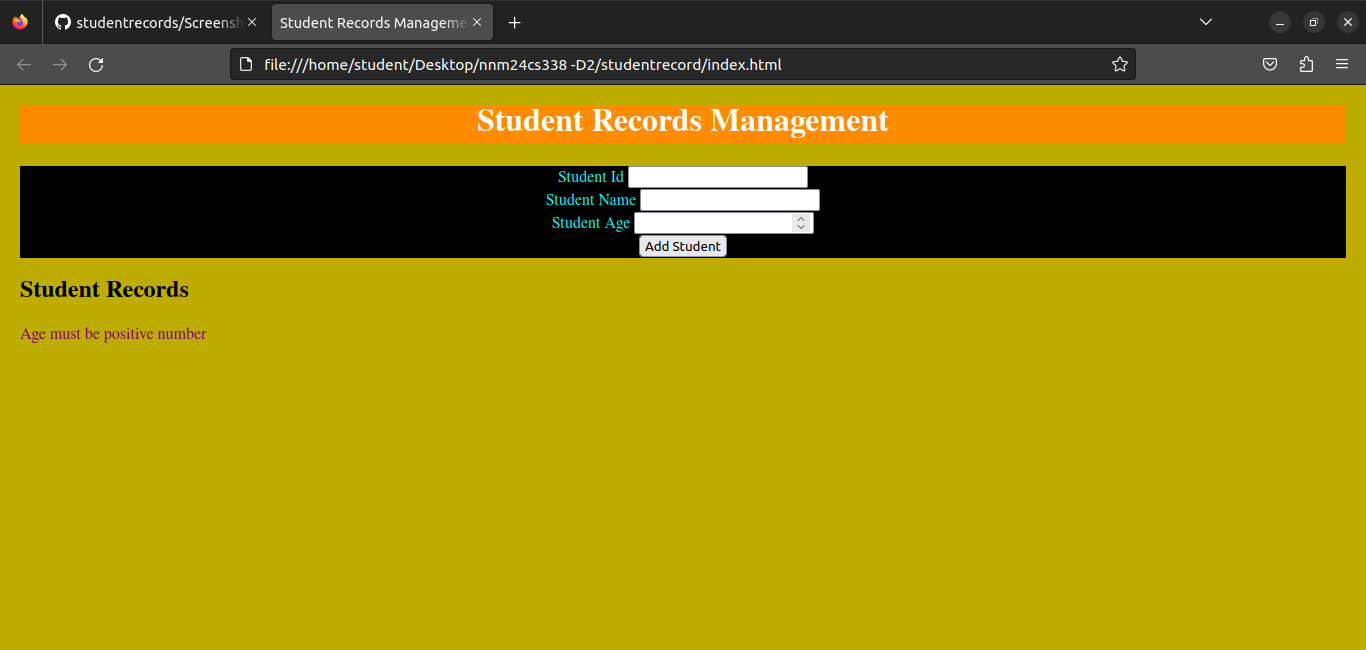 studentrecords/Screensh
Student Records Manageme
file:///home/student/Desktop/nnm24cs338 -D2/studentrecord/index.html
Student Records Management
Student Id
Student Name
Student Age
Add Student
Student Records
Age must be positive number